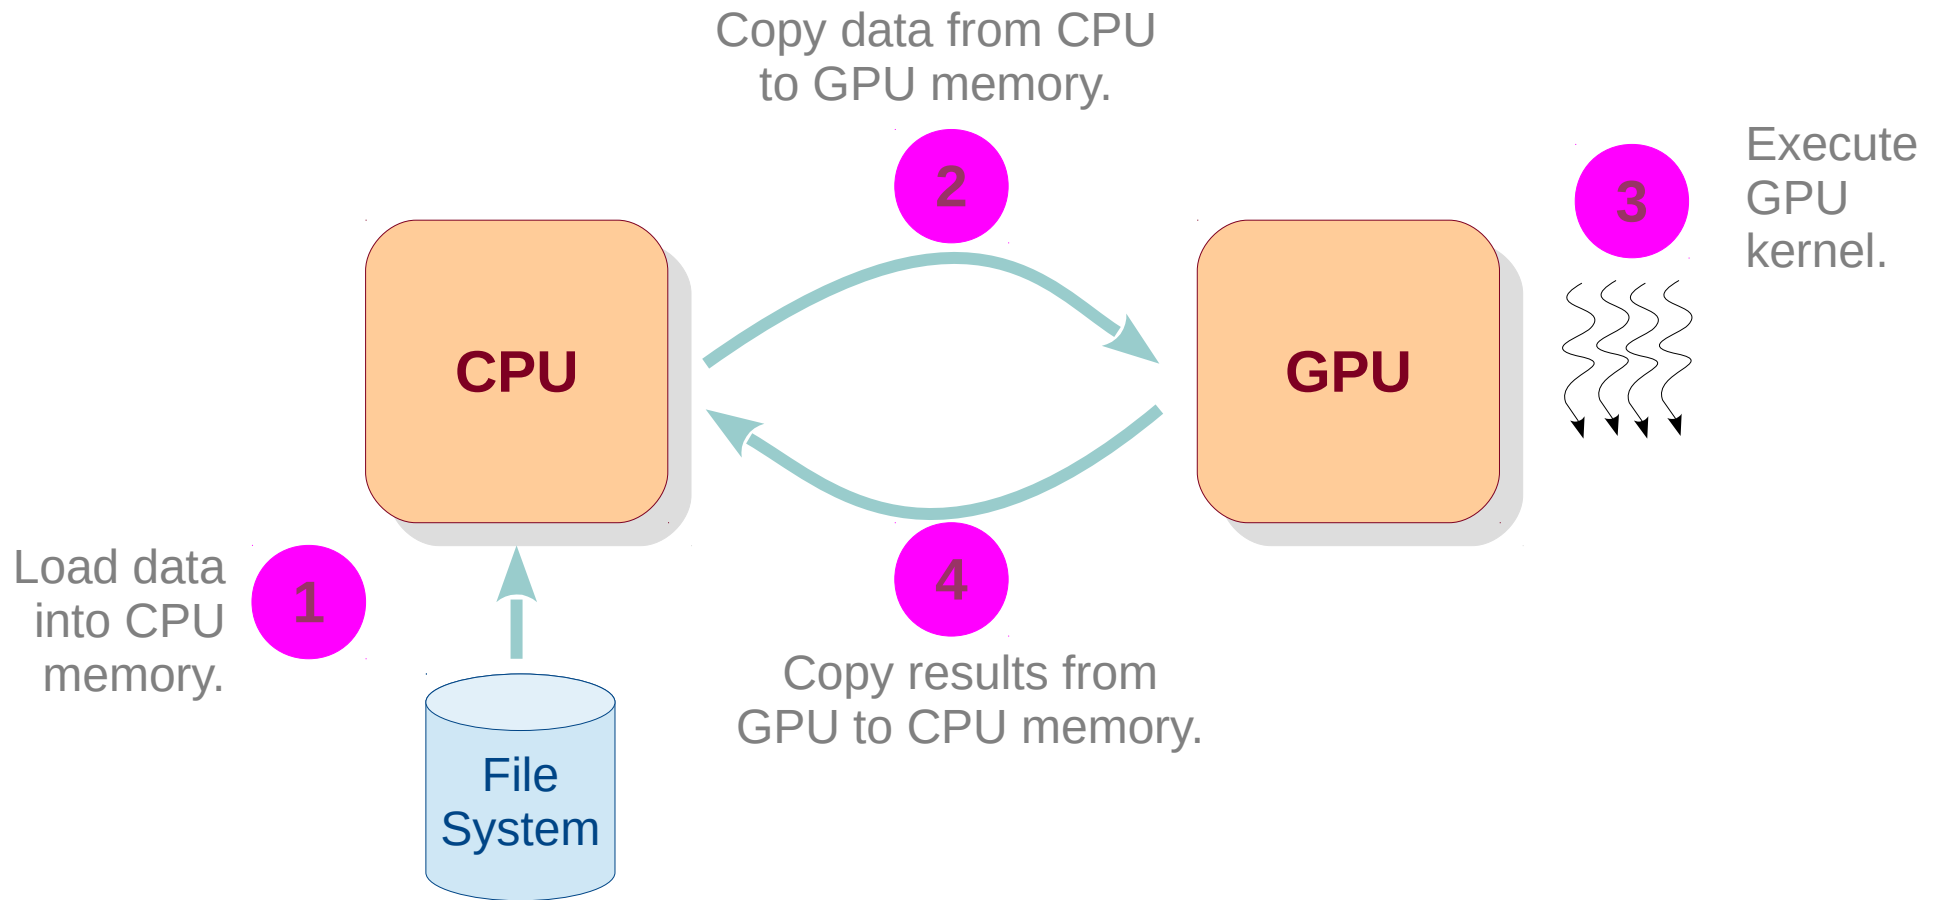 Copy data from CPU
to GPU memory.
2
3
Execute
GPU
kernel.
CPU
GPU
Load data
into CPU
memory.
1
4
Copy results from
GPU to CPU memory.
File
System